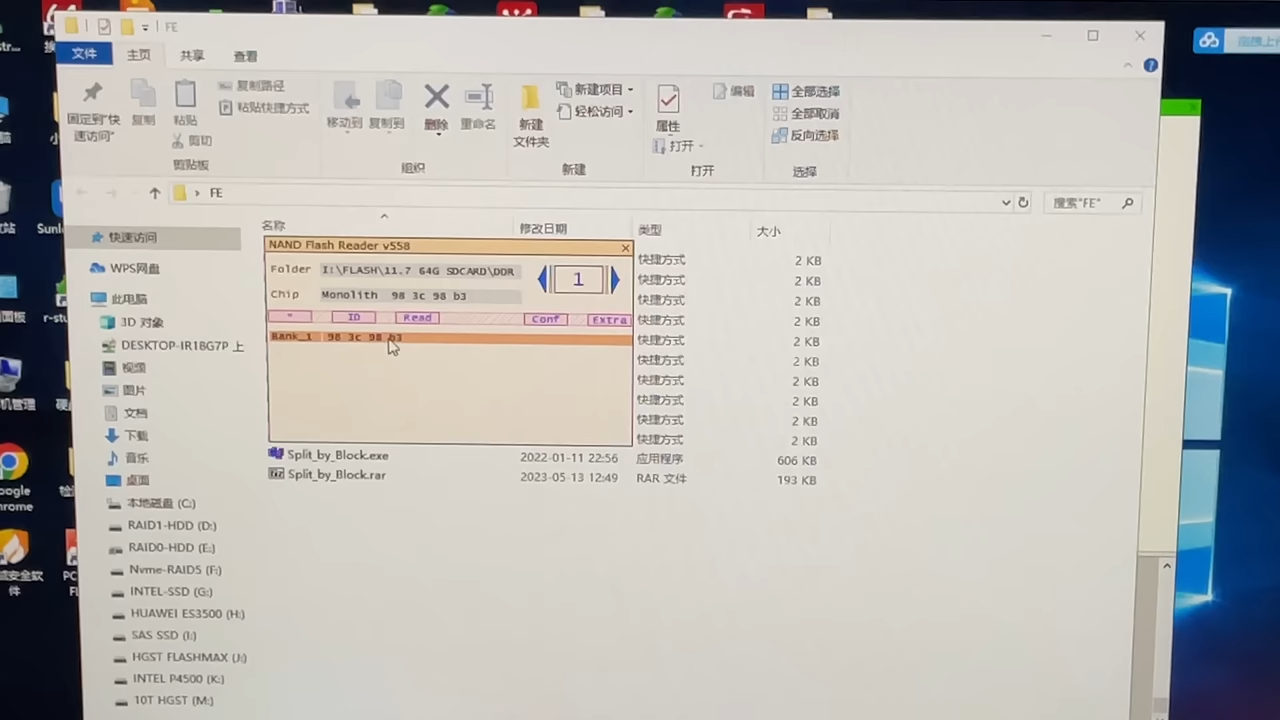 FE
文件 主页 共享 查看
复制路径
粘贴快捷方式
剪切
固定到"快
速访问"
复制
粘贴
剪贴板
移动到
复制到
删除
重命名
组织
新建
文件夹
新建项目
轻松访问
新建
属性
打开
编辑
打开
全部选择
全部取消
反向选择
选择
FE
搜索"FE"
名称 修改日期 类型 大小
NAND Flash Reader v558
Folder I:\FLASH\11.7 64G SDCARD\DDR
1
Chip Monolith 98 3c 98 b3
" ID Read Conf Extra
Bank_1 98 3c 98 b3
快捷方式 2 KB
快捷方式 2 KB
快捷方式 2 KB
快捷方式 2 KB
快捷方式 2 KB
快捷方式 2 KB
快捷方式 2 KB
快捷方式 2 KB
快捷方式 2 KB
快捷方式 2 KB
Split_by_Block.exe 2022-01-11 22:56 应用程序 606 KB
Split_by_Block.rar 2023-05-13 12:49 RAR 文件 193 KB
快速访问
WPS网盘
此电脑
3D 对象
DESKTOP-IR18G7P 上
视频
图片
文档
下载
音乐
桌面
本地磁盘 (C:)
RAID1-HDD (D:)
RAID0-HDD (E:)
Nvme-RAID5 (F:)
INTEL-SSD (G:)
HUAWEI ES3500 (H:)
SAS SSD (I:)
HGST FLASHMAX (J:)
INTEL P4500 (K:)
10T HGST (M:)